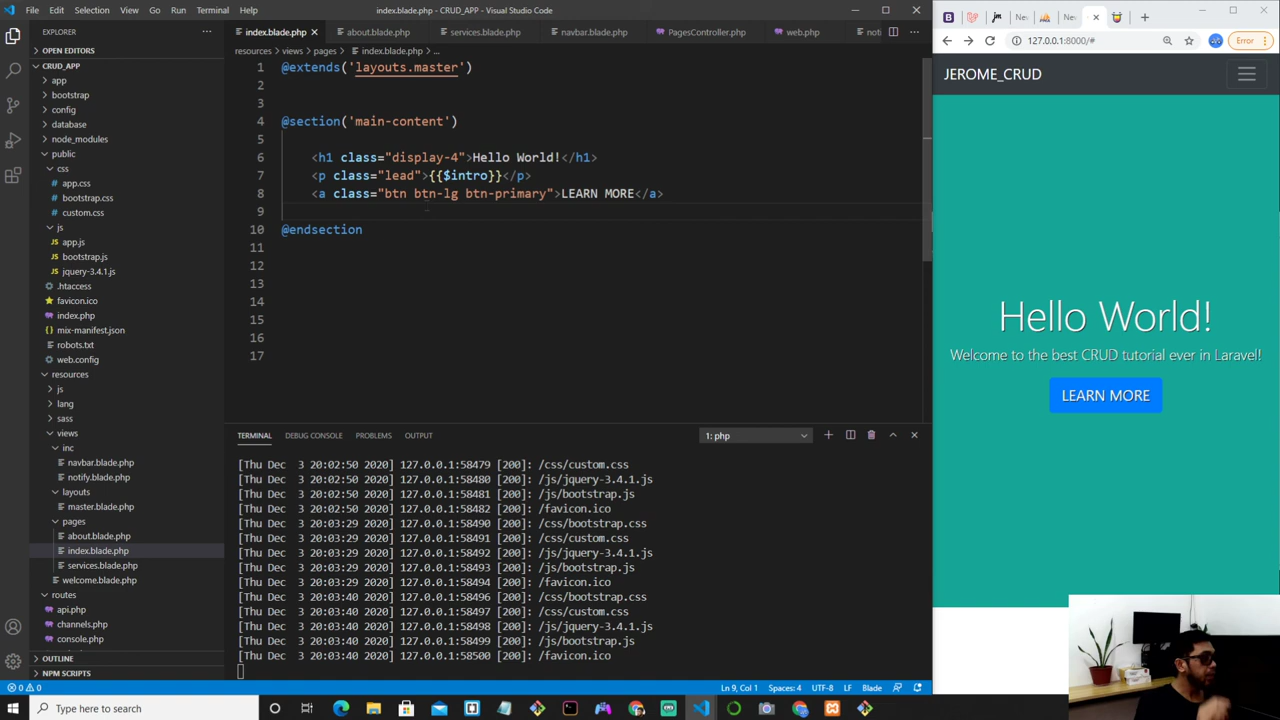 File Edit Selection View Go Run Terminal Help
index.blade.php - CRUD_APP - Visual Studio Code
EXPLORER
OPEN EDITORS
CRUD_APP
app
bootstrap
config
database
node_modules
public
css
app.css
bootstrap.css
custom.css
js
app.js
bootstrap.js
jquery-3.4.1.js
.htaccess
favicon.ico
index.php
mix-manifest.json
robots.txt
web.config
resources
js
lang
sass
views
inc
navbar.blade.php
notify.blade.php
layouts
master.blade.php
pages
about.blade.php
index.blade.php
services.blade.php
welcome.blade.php
routes
api.php
channels.php
console.php
OUTLINE
NPM SCRIPTS
index.blade.php about.blade.php services.blade.php navbar.blade.php PagesController.php web.php noti
resources > views > pages > index.blade.php ...
1 @extends('layouts.master')
2
3
4 @section('main-content')
5
6 <h1 class="display-4">Hello World!</h1>
7 <p class="lead">{{$intro}}</p>
8 <a class="btn btn-lg btn-primary">LEARN MORE</a>
9
10 @endsection
11
12
13
14
15
16
17
TERMINAL DEBUG CONSOLE PROBLEMS OUTPUT 1: php
[Thu Dec  3 20:02:50 2020] 127.0.0.1:58479 [200]: /css/custom.css
[Thu Dec  3 20:02:50 2020] 127.0.0.1:58480 [200]: /js/jquery-3.4.1.js
[Thu Dec  3 20:02:50 2020] 127.0.0.1:58481 [200]: /js/bootstrap.js
[Thu Dec  3 20:02:50 2020] 127.0.0.1:58482 [200]: /favicon.ico
[Thu Dec  3 20:03:29 2020] 127.0.0.1:58490 [200]: /css/bootstrap.css
[Thu Dec  3 20:03:29 2020] 127.0.0.1:58491 [200]: /css/custom.css
[Thu Dec  3 20:03:29 2020] 127.0.0.1:58492 [200]: /js/jquery-3.4.1.js
[Thu Dec  3 20:03:29 2020] 127.0.0.1:58493 [200]: /js/bootstrap.js
[Thu Dec  3 20:03:29 2020] 127.0.0.1:58494 [200]: /favicon.ico
[Thu Dec  3 20:03:40 2020] 127.0.0.1:58496 [200]: /css/bootstrap.css
[Thu Dec  3 20:03:40 2020] 127.0.0.1:58497 [200]: /css/custom.css
[Thu Dec  3 20:03:40 2020] 127.0.0.1:58498 [200]: /js/jquery-3.4.1.js
[Thu Dec  3 20:03:40 2020] 127.0.0.1:58499 [200]: /js/bootstrap.js
[Thu Dec  3 20:03:40 2020] 127.0.0.1:58500 [200]: /favicon.ico
0 0 Ln 9, Col 1 Spaces: 4 UTF-8 LF Blade
Type here to search
B jm Ne Ne
127.0.0.1:8000/# Error
JEROME_CRUD
Hello World!
Welcome to the best CRUD tutorial ever in Laravel!
LEARN MORE